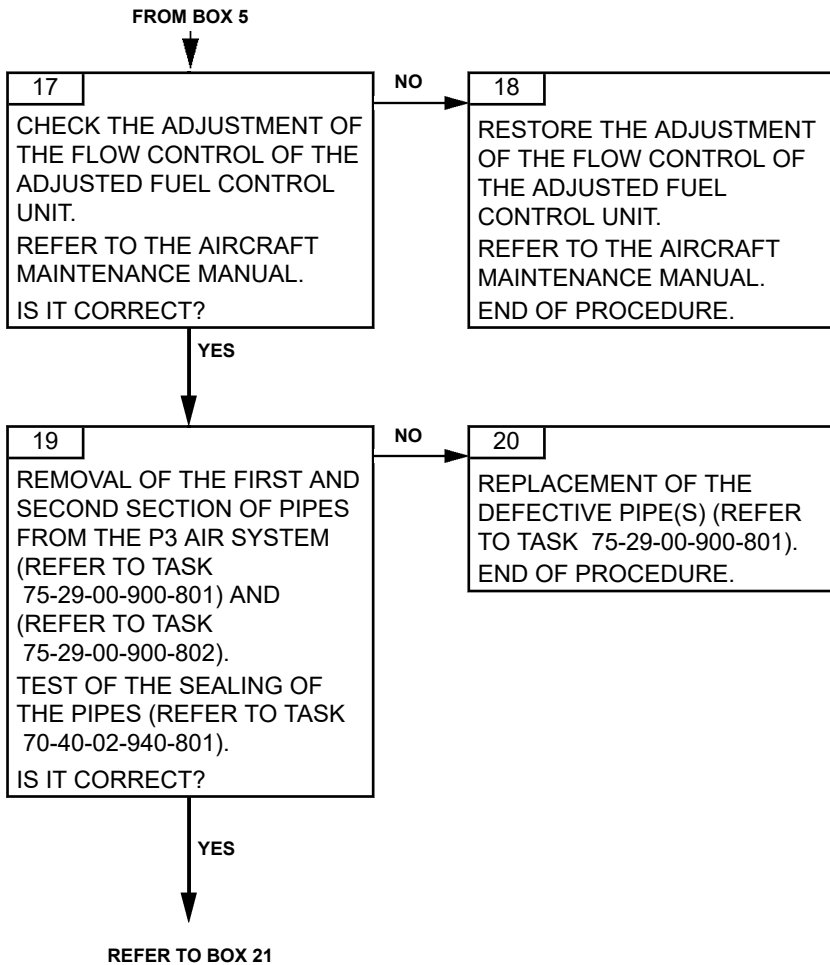 FROM BOX 5
17
CHECK THE ADJUSTMENT OF
THE FLOW CONTROL OF THE
ADJUSTED FUEL CONTROL
UNIT.
REFER TO THE AIRCRAFT
MAINTENANCE MANUAL.
IS IT CORRECT?
NO
18
RESTORE THE ADJUSTMENT
OF THE FLOW CONTROL OF
THE ADJUSTED FUEL
CONTROL UNIT.
REFER TO THE AIRCRAFT
MAINTENANCE MANUAL.
END OF PROCEDURE.
YES
19
REMOVAL OF THE FIRST AND
SECOND SECTION OF PIPES
FROM THE P3 AIR SYSTEM
(REFER TO TASK
75-29-00-900-801) AND
(REFER TO TASK
75-29-00-900-802).
TEST OF THE SEALING OF
THE PIPES (REFER TO TASK
70-40-02-940-801).
IS IT CORRECT?
NO
20
REPLACEMENT OF THE
DEFECTIVE PIPE(S) (REFER
TO TASK 75-29-00-900-801).
END OF PROCEDURE.
YES
REFER TO BOX 21